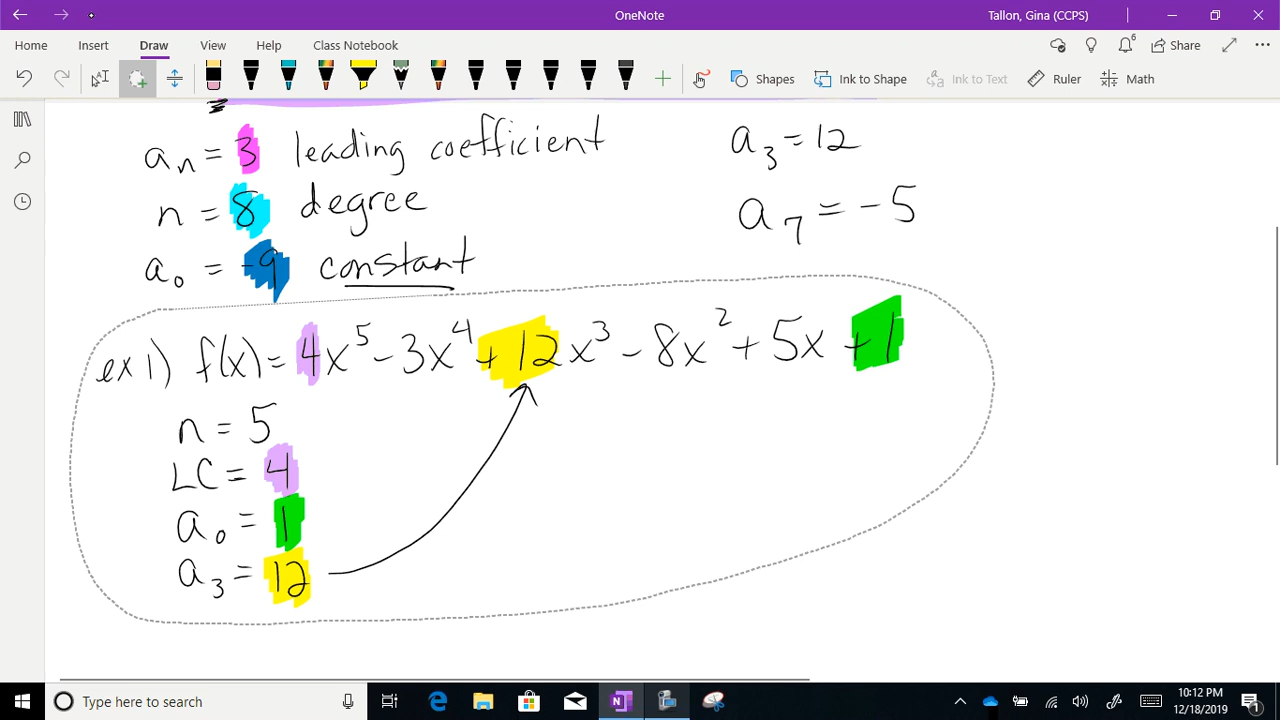 OneNote
Tallon, Gina (CCPS)
Home Insert Draw View Help Class Notebook
6 Share
Shapes Ink to Shape Ink to Text Ruler Math
aₙ = 3 leading coefficient
a₃ = 12
n = 8 degree
a₇ = -5
a₀ = -9 constant
ex 1) f(x) = 4x⁵ - 3x⁴ + 12x³ - 8x² + 5x + 1
n = 5
LC = 4
a₀ = 1
a₃ = 12
Type here to search
10:12 PM
12/18/2019
1